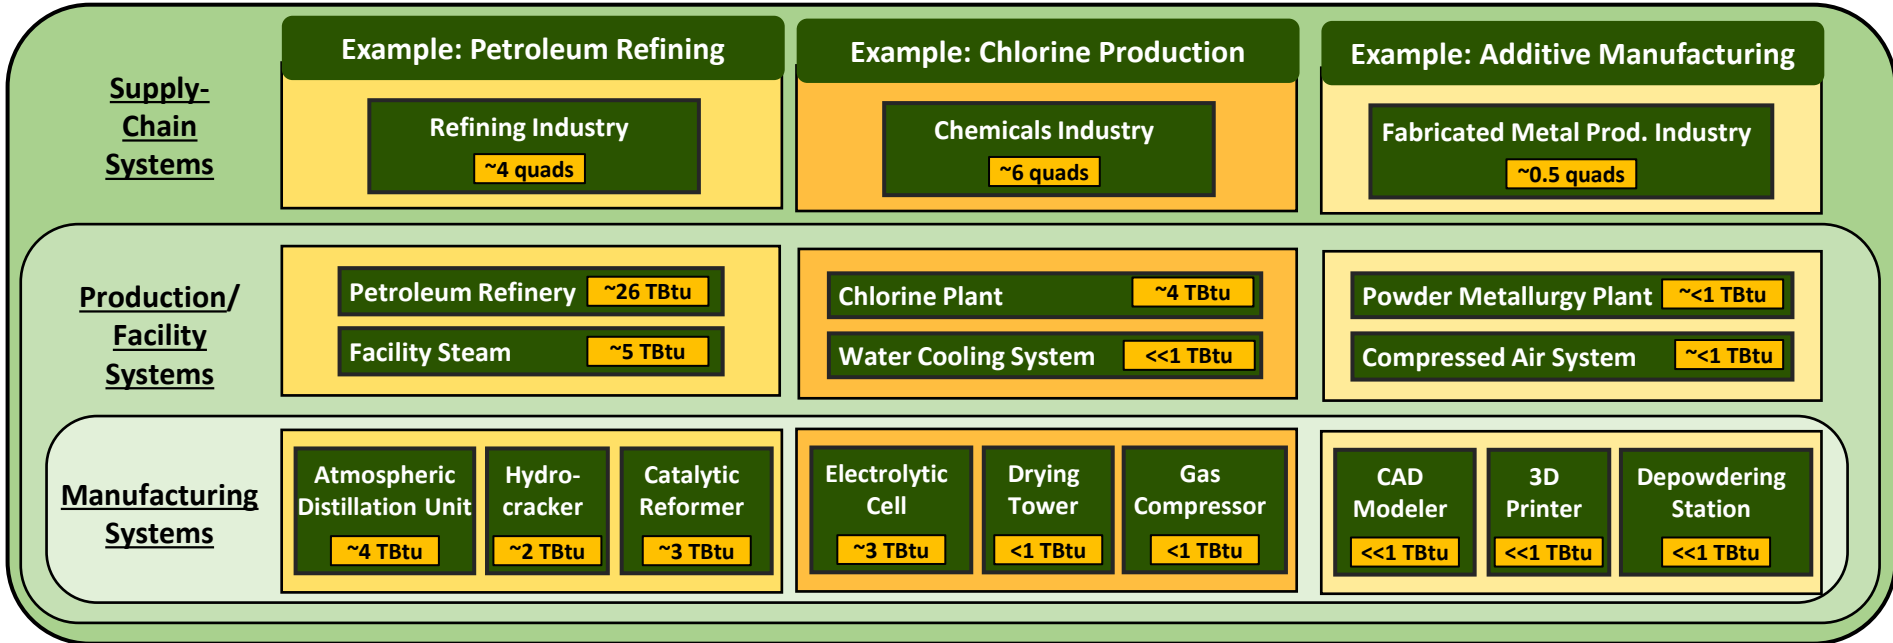 Example: Petroleum Refining
Example: Chlorine Production
Example: Additive Manufacturing
Supply-
Chain
Systems
Refining Industry
~4 quads
Chemicals Industry
~6 quads
Fabricated Metal Prod. Industry
~0.5 quads
Production/
Facility
Systems
Petroleum Refinery ~26 TBtu
Facility Steam ~5 TBtu
Chlorine Plant ~4 TBtu
Water Cooling System <<1 TBtu
Powder Metallurgy Plant ~<1 TBtu
Compressed Air System ~<1 TBtu
Manufacturing
Systems
Atmospheric
Distillation Unit
~4 TBtu
Hydro-
cracker
~2 TBtu
Catalytic
Reformer
~3 TBtu
Electrolytic
Cell
~3 TBtu
Drying
Tower
<1 TBtu
Gas
Compressor
<1 TBtu
CAD
Modeler
<<1 TBtu
3D
Printer
<<1 TBtu
Depowdering
Station
<<1 TBtu